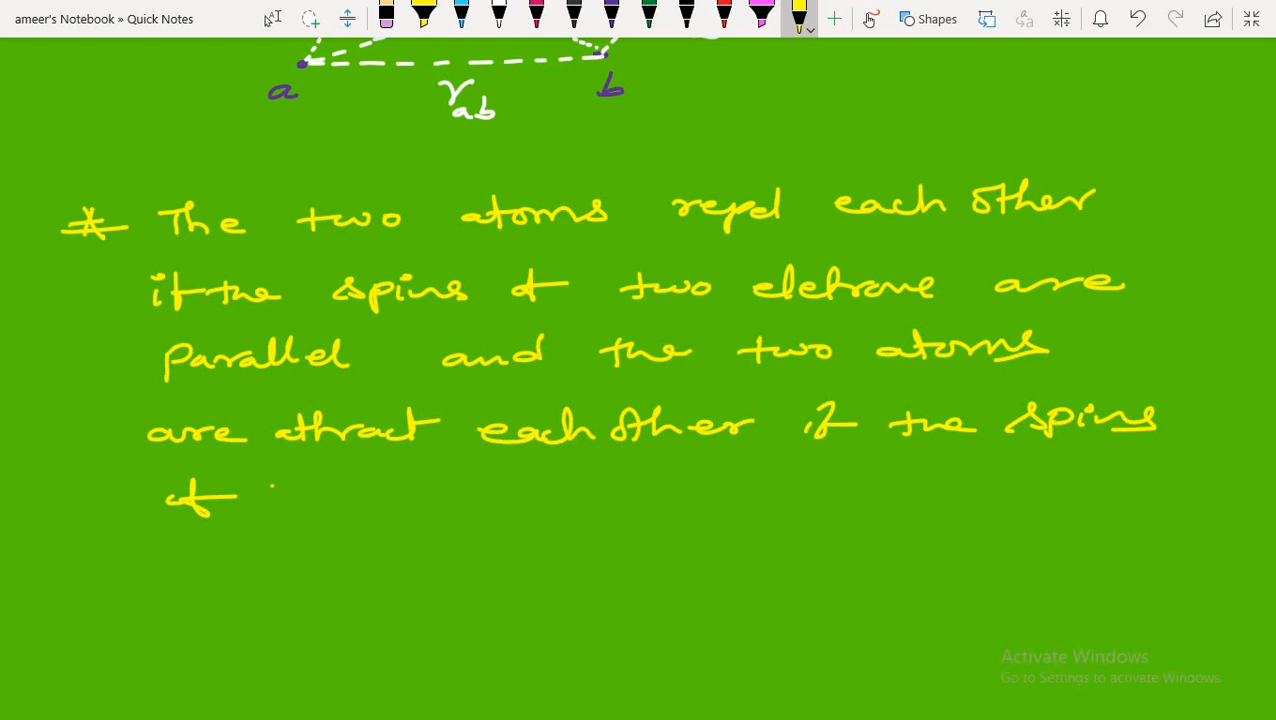 ameer's Notebook » Quick Notes
Shapes
a
b
r_ab
* The two atoms repel each other
if the spins of two eletrons are
parallel and the two atoms
are attract each other if the spins
of
Activate Windows
Go to Settings to activate Windows.